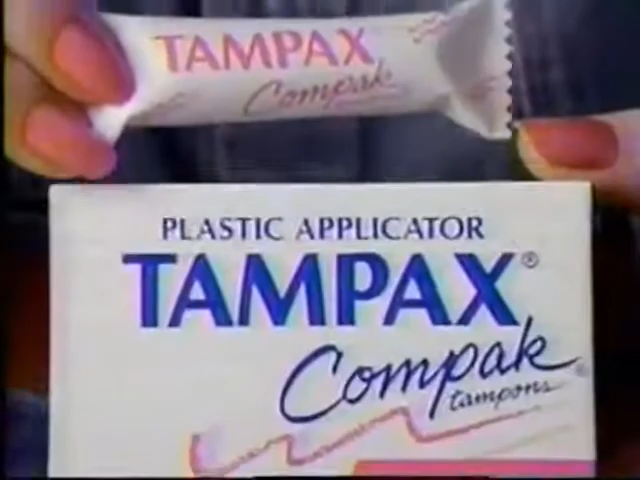 TAMPAX
Compak
PLASTIC APPLICATOR
TAMPAX®
Compak®
tampons